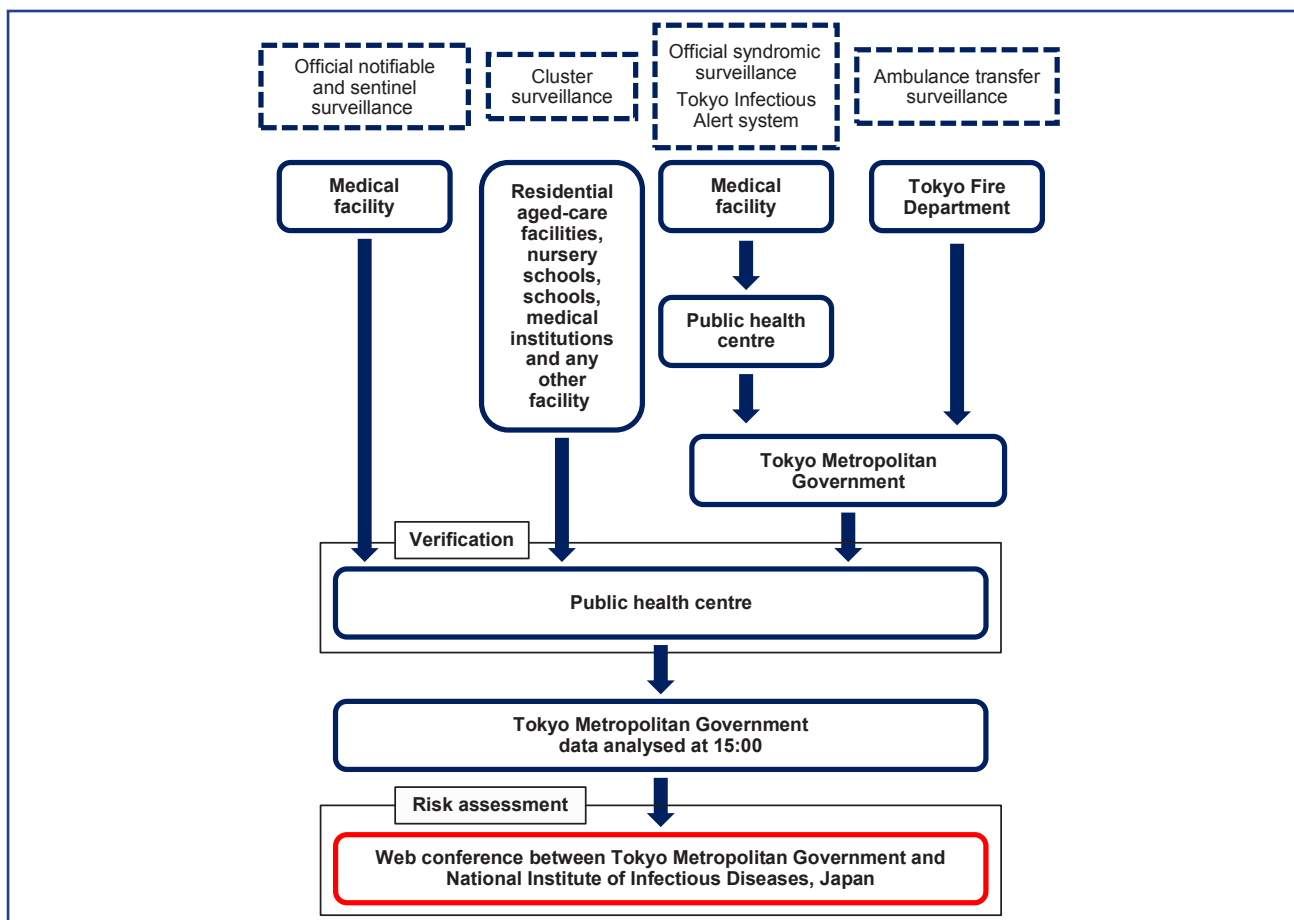 Official notifiable
and sentinel
surveillance
Cluster
surveillance
Official syndromic
surveillance
Tokyo Infectious
Alert system
Ambulance transfer
surveillance
Medical
facility
Residential
aged-care
facilities,
nursery
schools,
schools,
medical
institutions
and any
other
facility
Medical
facility
Tokyo Fire
Department
Public health
centre
Tokyo Metropolitan
Government
Verification
Public health centre
Tokyo Metropolitan Government
data analysed at 15:00
Risk assessment
Web conference between Tokyo Metropolitan Government and
National Institute of Infectious Diseases, Japan